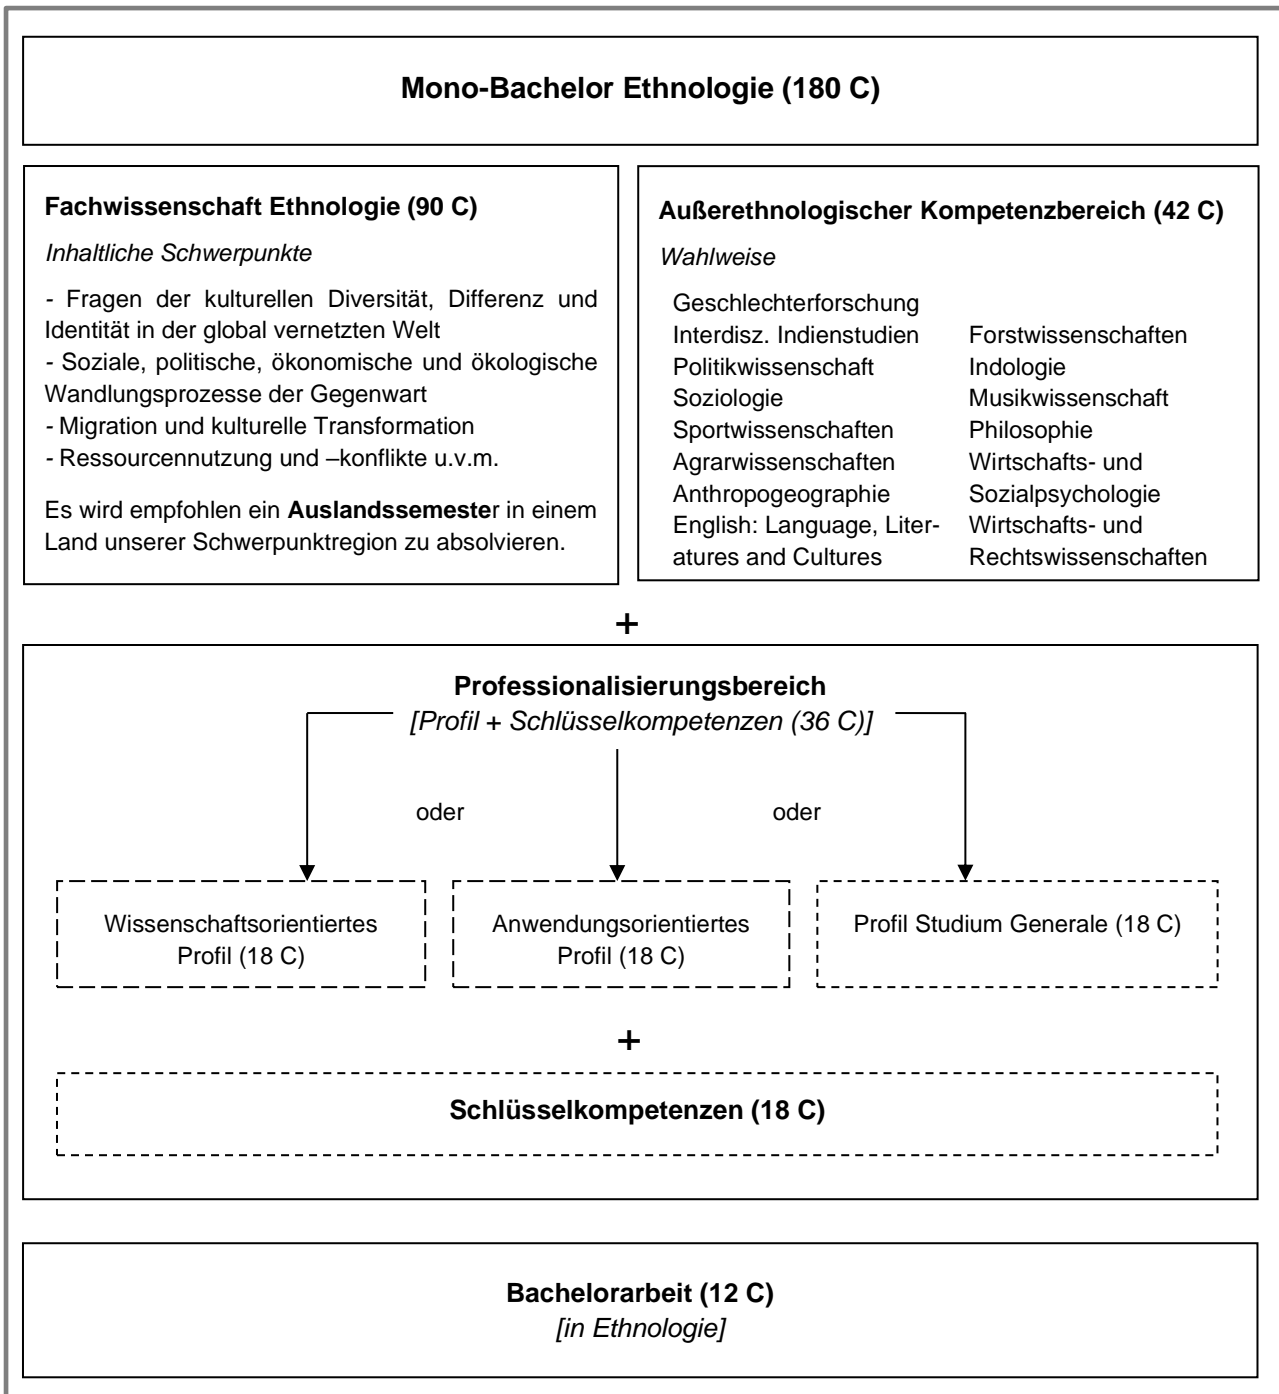 Mono-Bachelor Ethnologie (180 C)
Fachwissenschaft Ethnologie (90 C)
Inhaltliche Schwerpunkte
- Fragen der kulturellen Diversität, Differenz und
Identität in der global vernetzten Welt
- Soziale, politische, ökonomische und ökologische
Wandlungsprozesse der Gegenwart
- Migration und kulturelle Transformation
- Ressourcennutzung und –konflikte u.v.m.
Es wird empfohlen ein Auslandssemester in einem
Land unserer Schwerpunktregion zu absolvieren.
Außerethnologischer Kompetenzbereich (42 C)
Wahlweise
Geschlechterforschung
Interdisz. Indienstudien
Politikwissenschaft
Soziologie
Sportwissenschaften
Agrarwissenschaften
Anthropogeographie
English: Language, Liter-
atures and Cultures
Forstwissenschaften
Indologie
Musikwissenschaft
Philosophie
Wirtschafts- und
Sozialpsychologie
Wirtschafts- und
Rechtswissenschaften
+
Professionalisierungsbereich
[Profil + Schlüsselkompetenzen (36 C)]
oder
oder
Wissenschaftsorientiertes
Profil (18 C)
Anwendungsorientiertes
Profil (18 C)
Profil Studium Generale (18 C)
+
Schlüsselkompetenzen (18 C)
Bachelorarbeit (12 C)
[in Ethnologie]